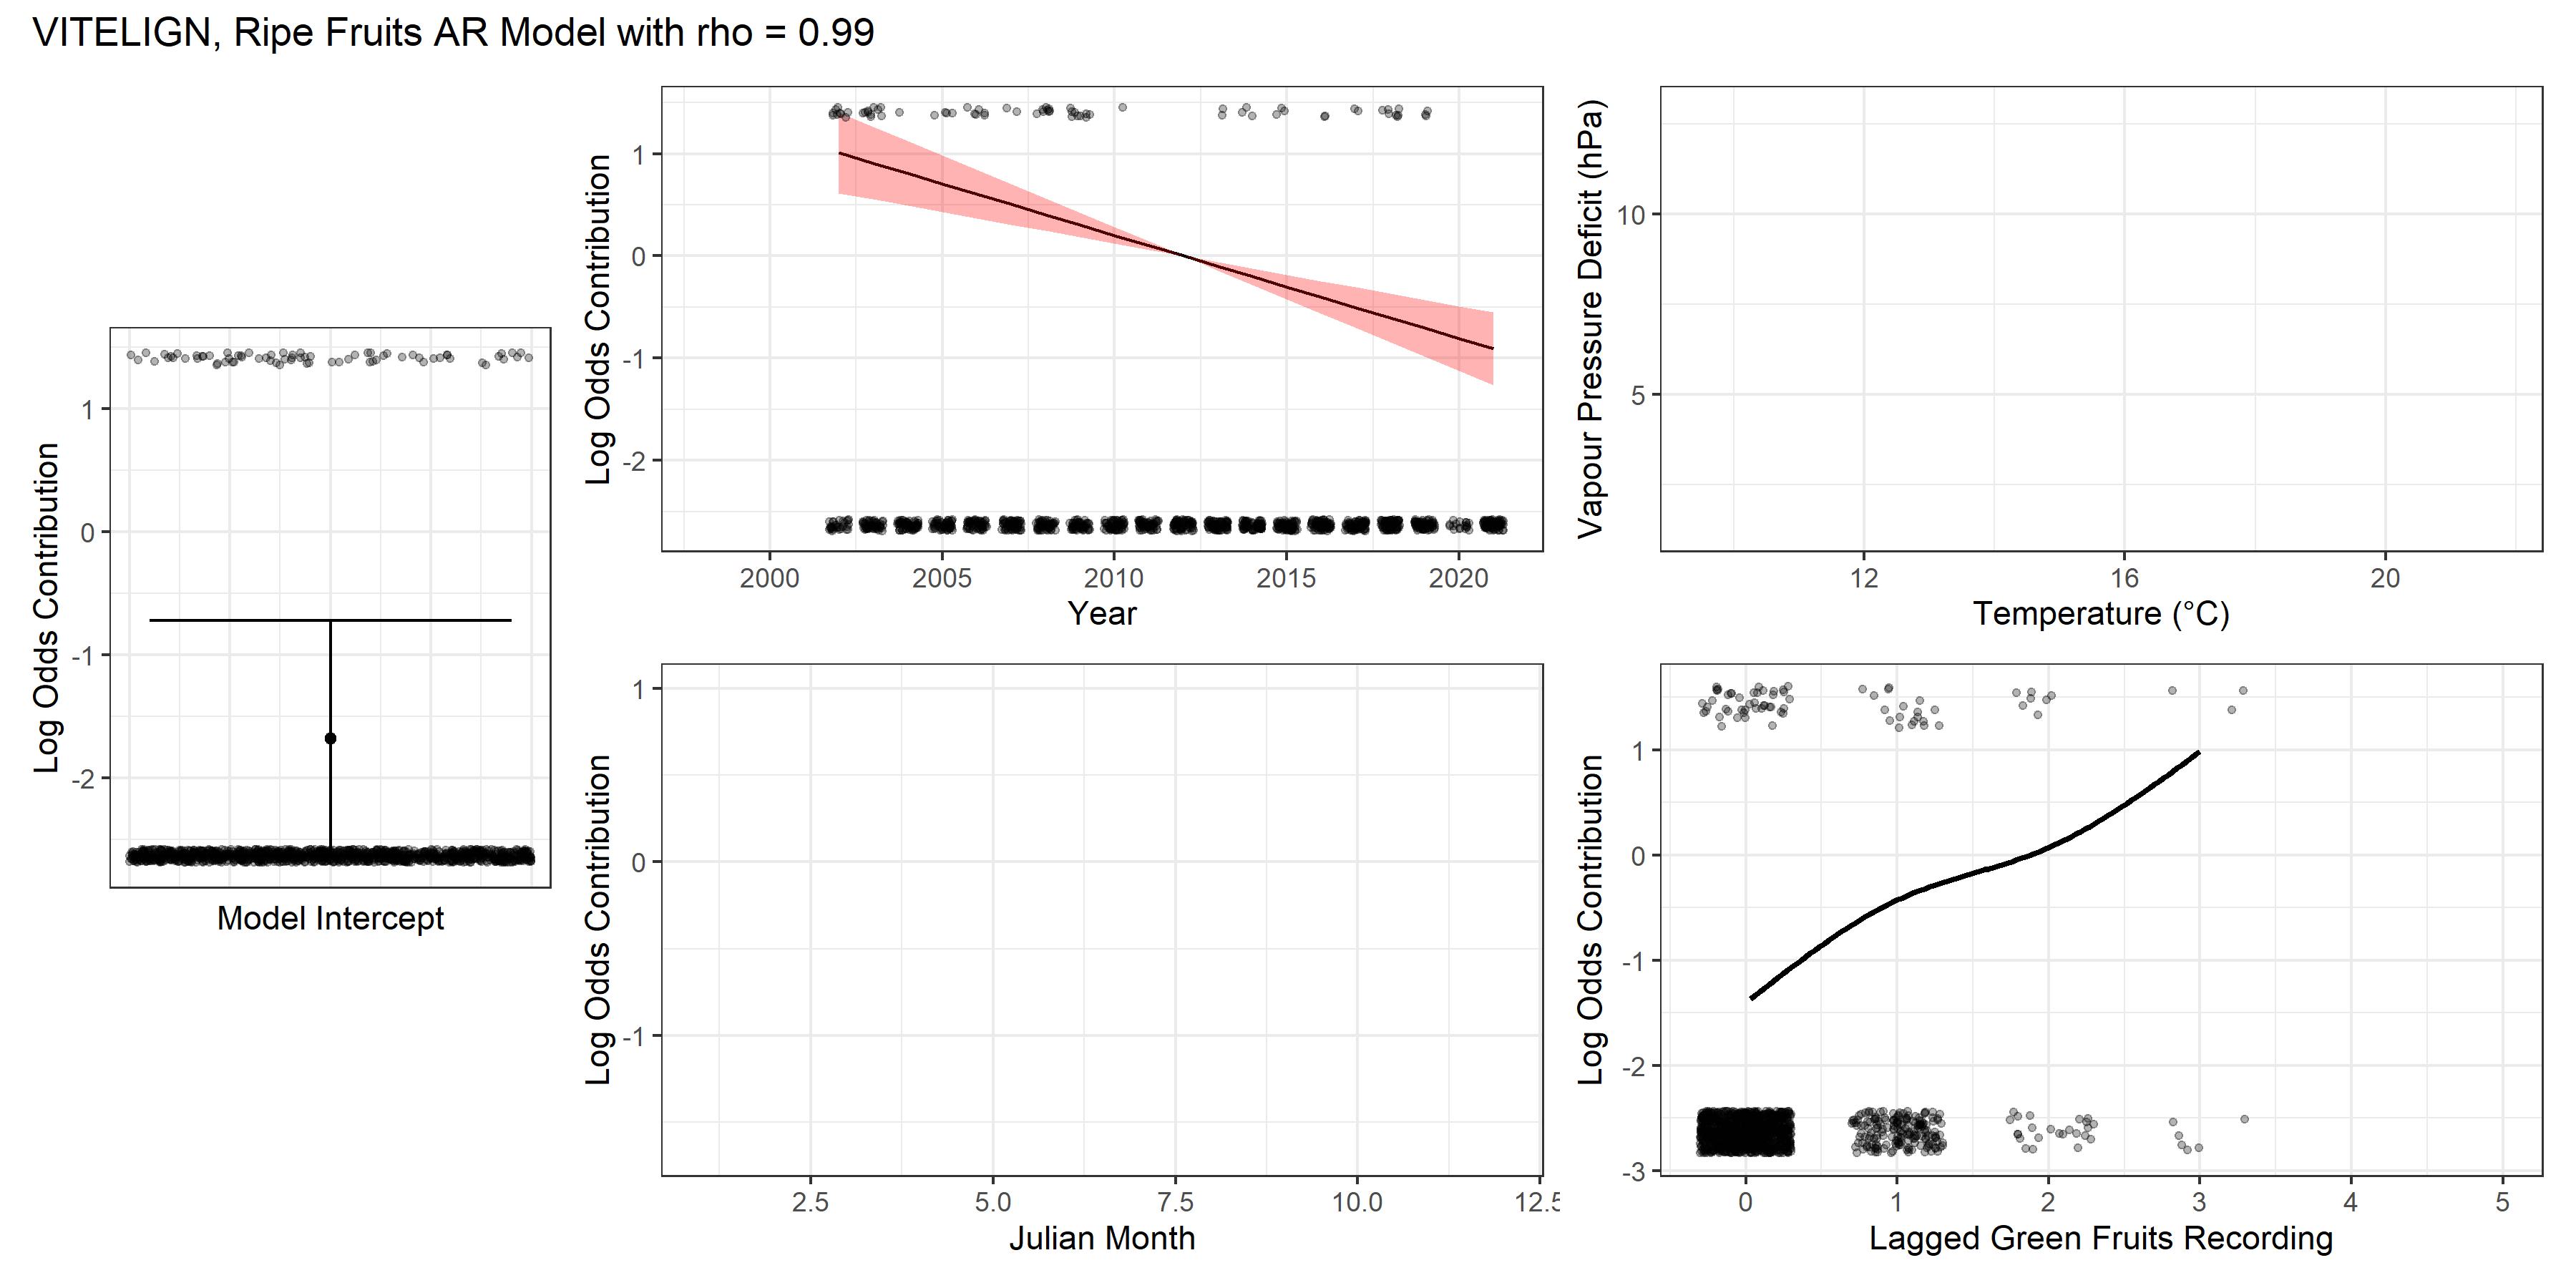 VITELIGN, Ripe Fruits AR Model with rho = 0.99
Log Odds Contribution
1
0
-1
-2
Model Intercept
Log Odds Contribution
1
0
-1
-2
2000 2005 2010 2015 2020
Year
Vapour Pressure Deficit (hPa)
10
5
12 16 20
Temperature (°C)
Log Odds Contribution
1
0
-1
2.5 5.0 7.5 10.0 12.5
Julian Month
Log Odds Contribution
1
0
-1
-2
-3
0 1 2 3 4 5
Lagged Green Fruits Recording